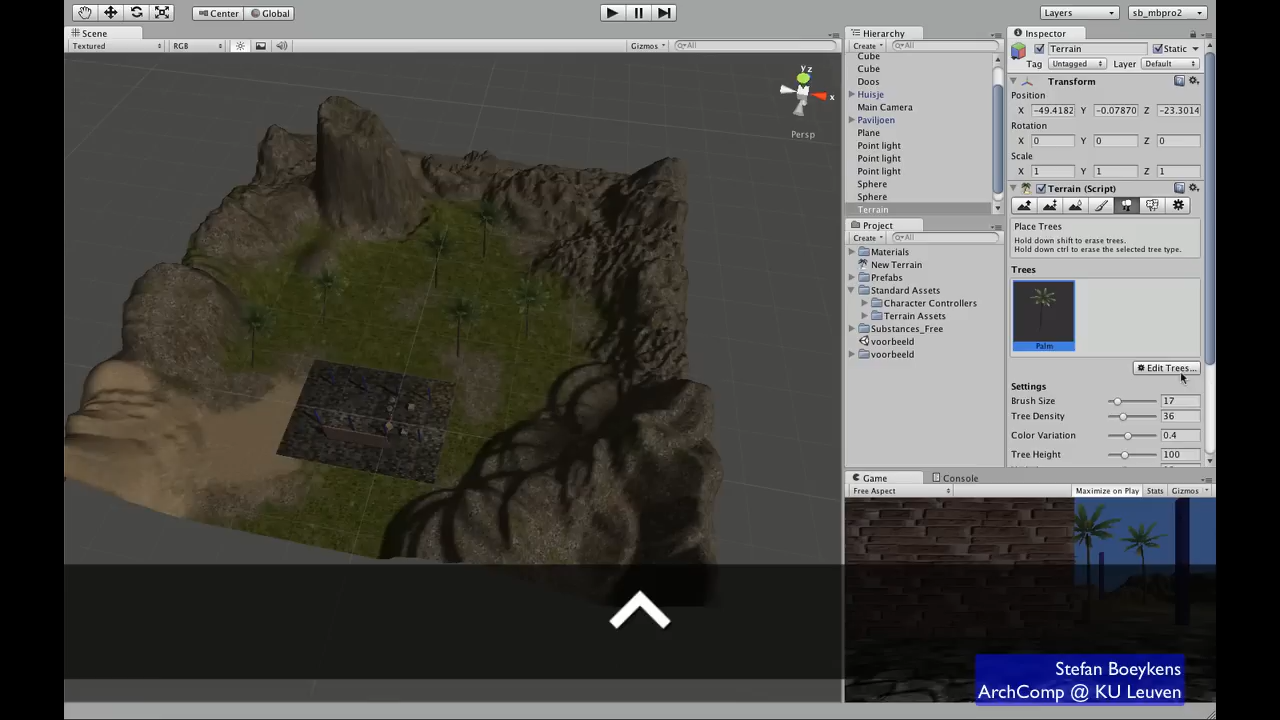 Center Global
Layers sb_mbpro2
Scene
Textured RGB Gizmos All
y z
x
Persp
Hierarchy
Create All
Cube
Cube
Doos
Huisje
Main Camera
Paviljoen
Plane
Point light
Point light
Point light
Sphere
Sphere
Terrain
Project
Create All
Materials
New Terrain
Prefabs
Standard Assets
Character Controllers
Terrain Assets
Substances_Free
voorbeeld
voorbeeld
Inspector
Terrain Static
Tag Untagged Layer Default
Transform
Position
X -49.4182 Y -0.07870 Z -23.3014
Rotation
X 0 Y 0 Z 0
Scale
X 1 Y 1 Z 1
Terrain (Script)
Place Trees
Hold down shift to erase trees.
Hold down ctrl to erase the selected tree type.
Trees
Palm
Edit Trees...
Settings
Brush Size 17
Tree Density 36
Color Variation 0.4
Tree Height 100
Game Console
Free Aspect Maximize on Play Stats Gizmos
Stefan Boeykens
ArchComp @ KU Leuven